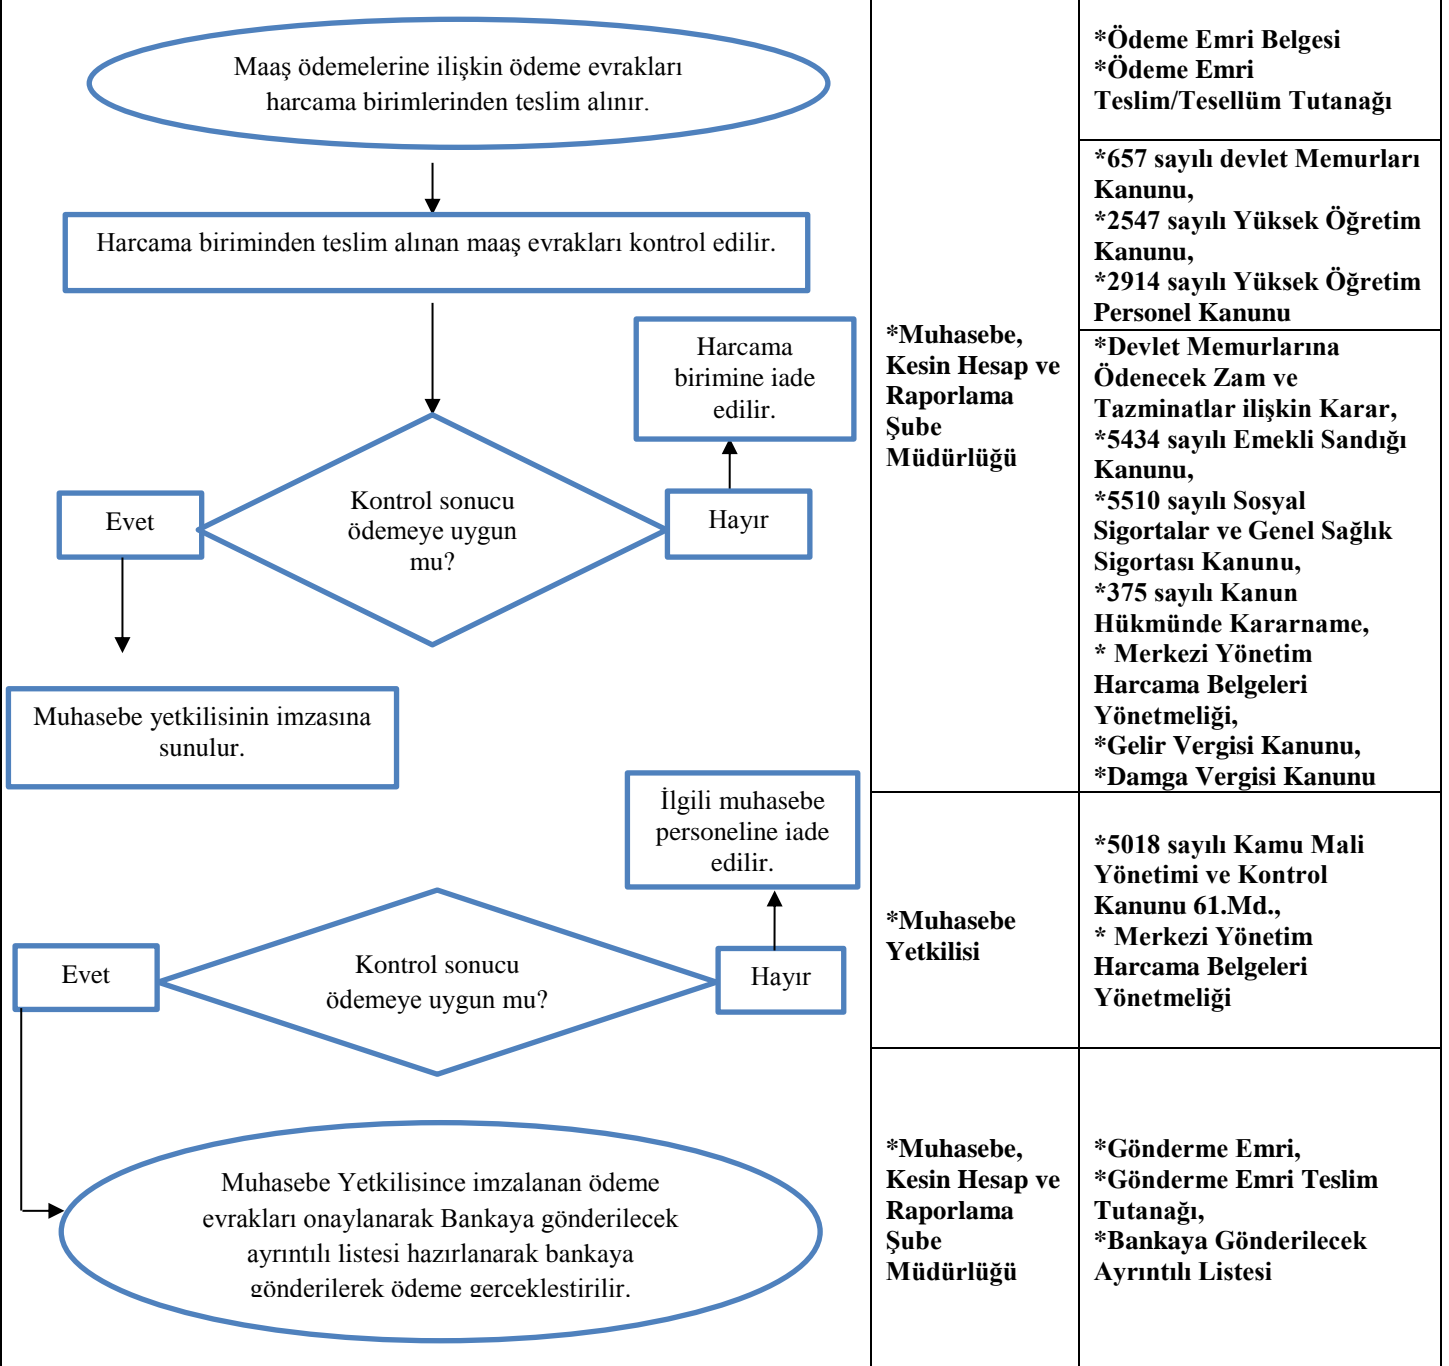 Maaş ödemelerine ilişkin ödeme evrakları
harcama birimlerinden teslim alınır.
Harcama biriminden teslim alınan maaş evrakları kontrol edilir.
Harcama
birimine iade
edilir.
Kontrol sonucu
ödemeye uygun
mu?
Evet
Hayır
Muhasebe yetkilisinin imzasına
sunulur.
İlgili muhasebe
personeline iade
edilir.
Kontrol sonucu
ödemeye uygun mu?
Evet
Hayır
Muhasebe Yetkilisince imzalanan ödeme
evrakları onaylanarak Bankaya gönderilecek
ayrıntılı listesi hazırlanarak bankaya
gönderilerek ödeme gerçekleştirilir.
*Muhasebe,
Kesin Hesap ve
Raporlama
Şube
Müdürlüğü
*Muhasebe
Yetkilisi
*Muhasebe,
Kesin Hesap ve
Raporlama
Şube
Müdürlüğü
*Ödeme Emri Belgesi
*Ödeme Emri
Teslim/Tesellüm Tutanağı
*657 sayılı devlet Memurları
Kanunu,
*2547 sayılı Yüksek Öğretim
Kanunu,
*2914 sayılı Yüksek Öğretim
Personel Kanunu
*Devlet Memurlarına
Ödenecek Zam ve
Tazminatlar ilişkin Karar,
*5434 sayılı Emekli Sandığı
Kanunu,
*5510 sayılı Sosyal
Sigortalar ve Genel Sağlık
Sigortası Kanunu,
*375 sayılı Kanun
Hükmünde Kararname,
* Merkezi Yönetim
Harcama Belgeleri
Yönetmeliği,
*Gelir Vergisi Kanunu,
*Damga Vergisi Kanunu
*5018 sayılı Kamu Mali
Yönetimi ve Kontrol
Kanunu 61.Md.,
* Merkezi Yönetim
Harcama Belgeleri
Yönetmeliği
*Gönderme Emri,
*Gönderme Emri Teslim
Tutanağı,
*Bankaya Gönderilecek
Ayrıntılı Listesi